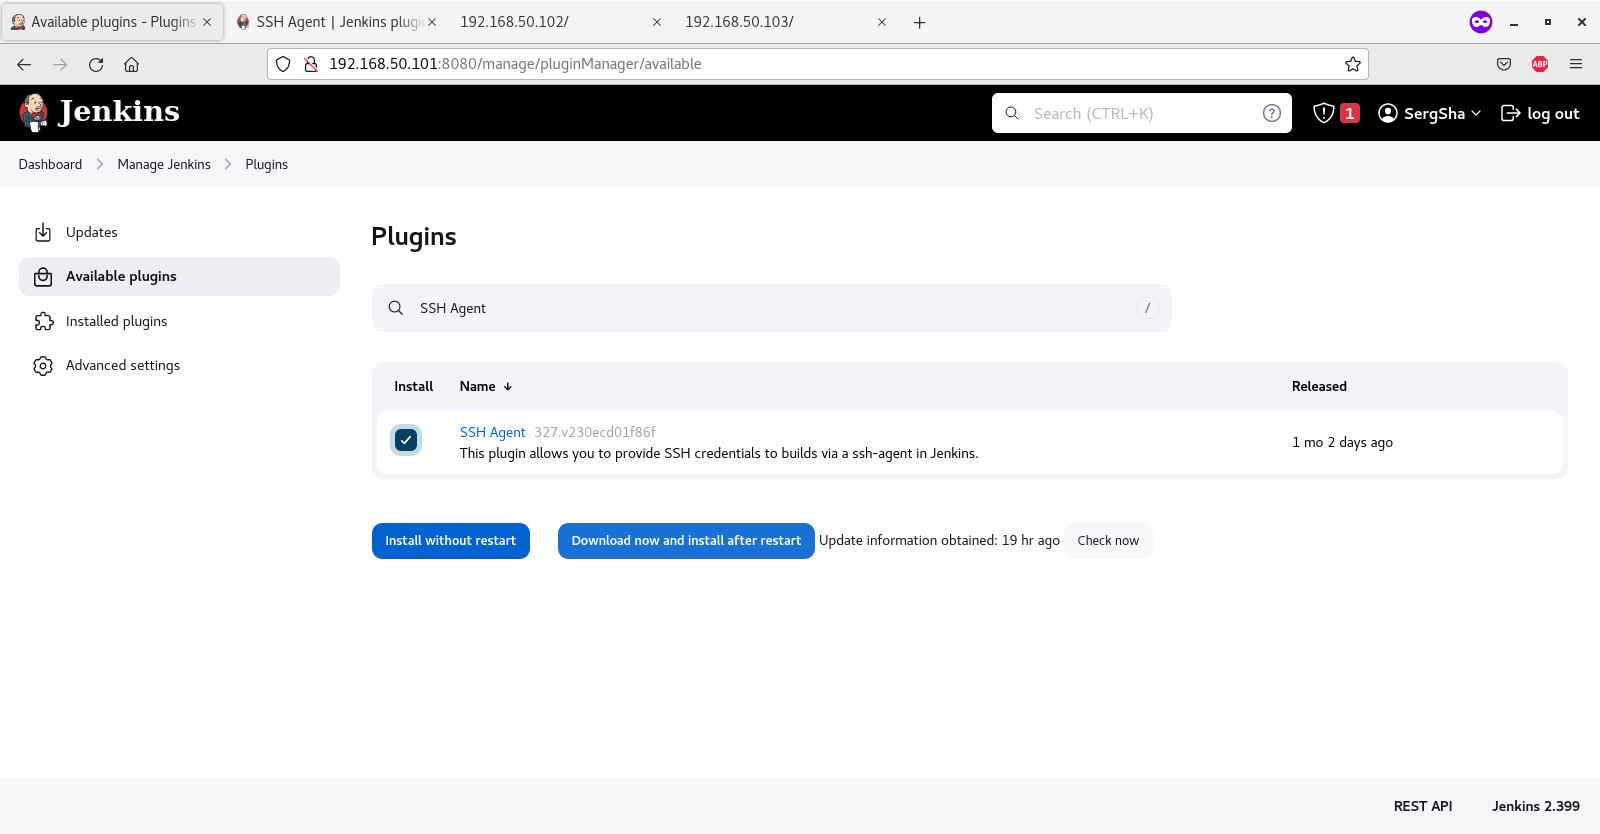 Available plugins - Plugins
SSH Agent | Jenkins plugi
192.168.50.102/
192.168.50.103/
192.168.50.101:8080/manage/pluginManager/available
ABP
Jenkins
Search (CTRL+K)
1
SergSha
log out
Dashboard
Manage Jenkins
Plugins
Updates
Available plugins
Installed plugins
Advanced settings
Plugins
SSH Agent
/
Install
Name ↓
Released
SSH Agent 327.v230ecd01f86f
This plugin allows you to provide SSH credentials to builds via a ssh-agent in Jenkins.
1 mo 2 days ago
Install without restart
Download now and install after restart
Update information obtained: 19 hr ago
Check now
REST API
Jenkins 2.399